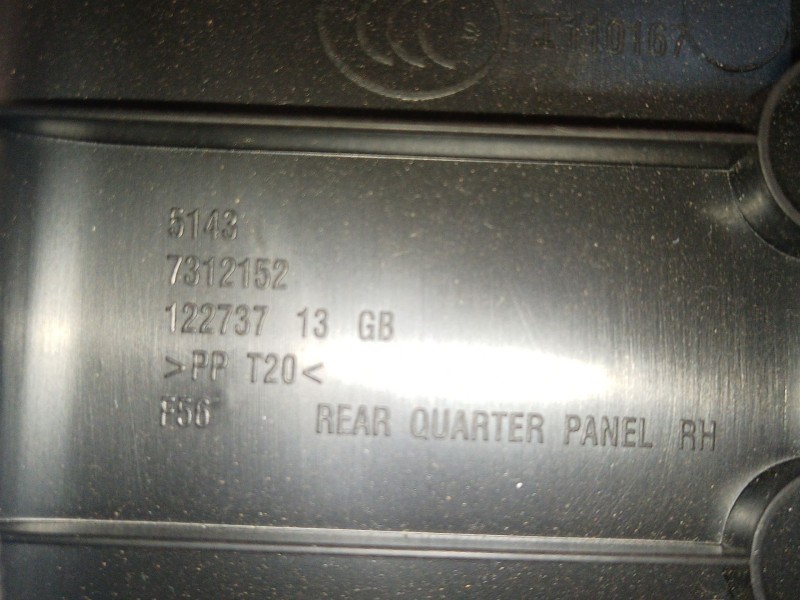 S
5143
7312152
122737 13 GB
>PP T20<
F56 REAR QUARTER PANEL RH